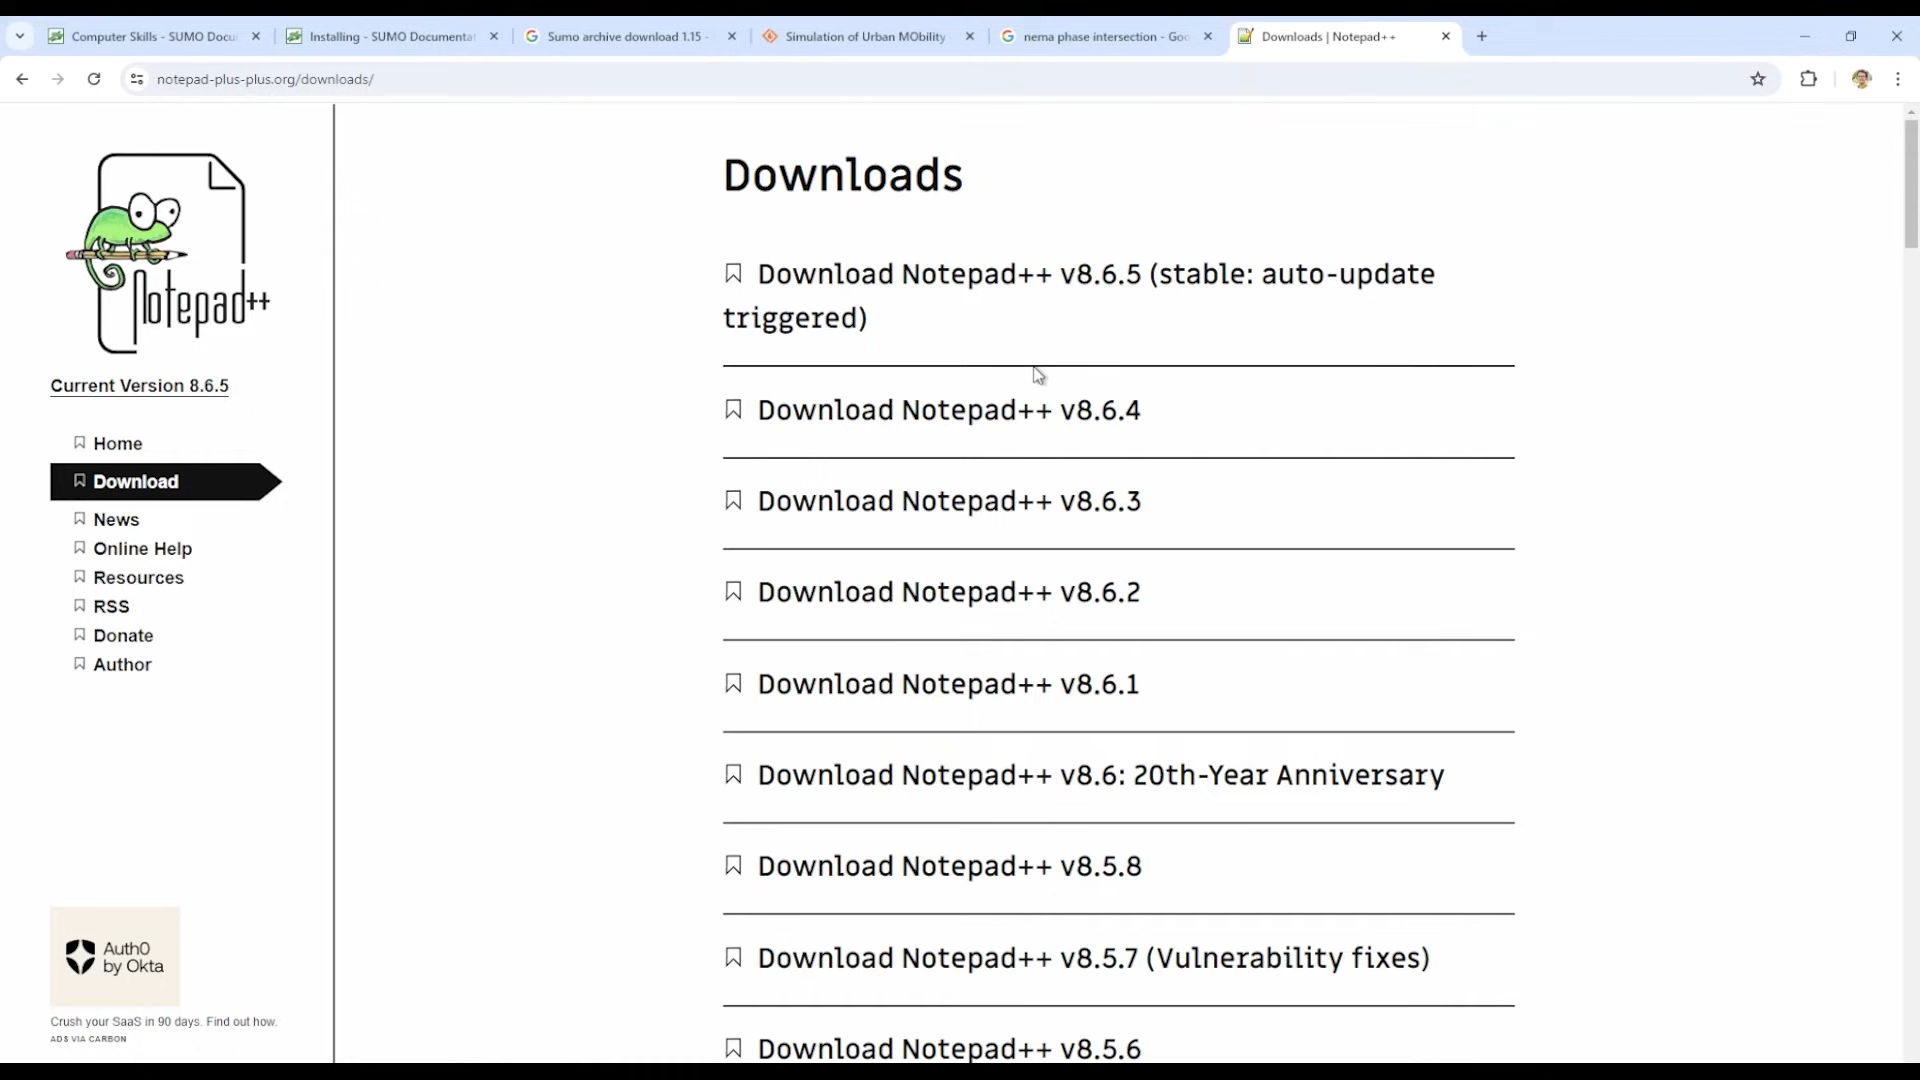 Computer Skills - SUMO Docu
Installing - SUMO Documentat
Sumo archive download 1.15 -
Simulation of Urban MObility
nema phase intersection - Goo
Downloads | Notepad++
notepad-plus-plus.org/downloads/
Notepad++
Current Version 8.6.5
Home
Download
News
Online Help
Resources
RSS
Donate
Author
Auth0
by Okta
Crush your SaaS in 90 days. Find out how.
ADS VIA CARBON
Downloads
Download Notepad++ v8.6.5 (stable: auto-update
triggered)
Download Notepad++ v8.6.4
Download Notepad++ v8.6.3
Download Notepad++ v8.6.2
Download Notepad++ v8.6.1
Download Notepad++ v8.6: 20th-Year Anniversary
Download Notepad++ v8.5.8
Download Notepad++ v8.5.7 (Vulnerability fixes)
Download Notepad++ v8.5.6